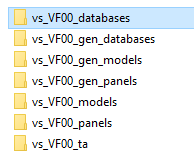 vs_VF00_databases
vs_VF00_gen_databases
vs_VF00_gen_models
vs_VF00_gen_panels
vs_VF00_models
vs_VF00_panels
vs_VF00_ta